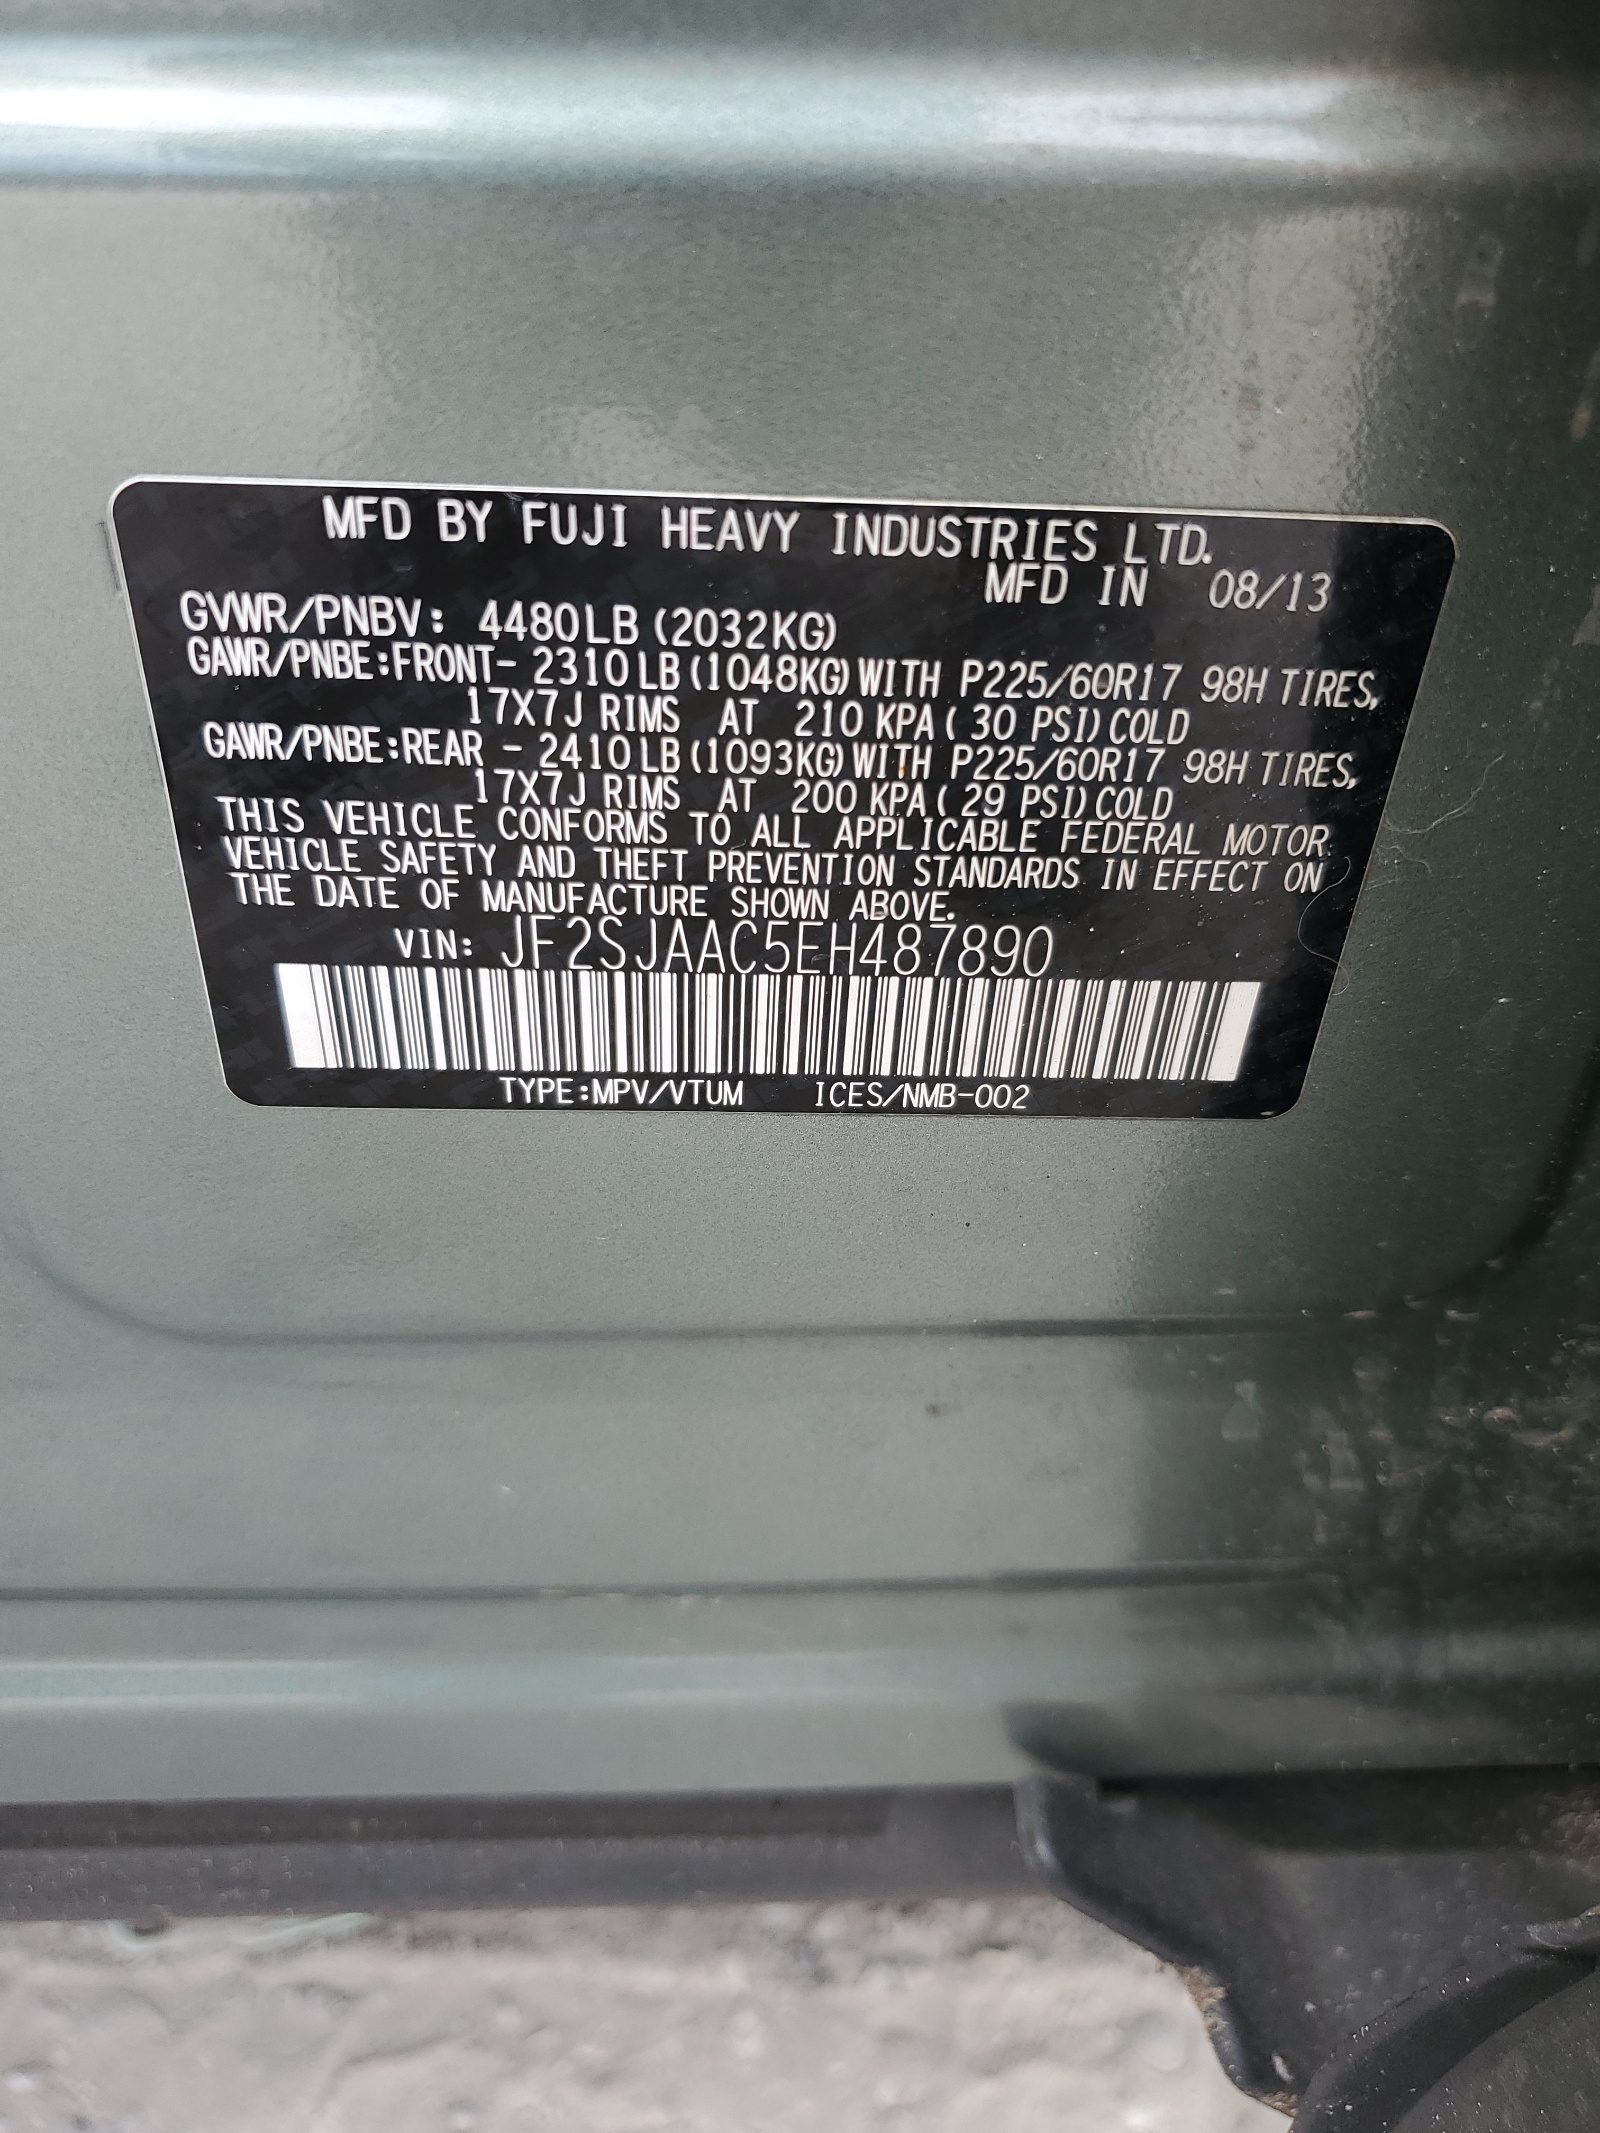 MFD BY FUJI HEAVY INDUSTRIES LTD.
MFD IN 08/13
GVWR/PNBV: 4480LB (2032KG)
GAWR/PNBE:FRONT- 2310LB (1048KG) WITH P225/60R17 98H TIRES,
17X7J RIMS AT 210 KPA ( 30 PSI) COLD
GAWR/PNBE:REAR - 2410LB (1093KG) WITH P225/60R17 98H TIRES,
17X7J RIMS AT 200 KPA ( 29 PSI) COLD
THIS VEHICLE CONFORMS TO ALL APPLICABLE FEDERAL MOTOR
VEHICLE SAFETY AND THEFT PREVENTION STANDARDS IN EFFECT ON
THE DATE OF MANUFACTURE SHOWN ABOVE.
VIN: JF2SJAAC5EH487890
TYPE:MPV/VTUM ICES/NMB-002